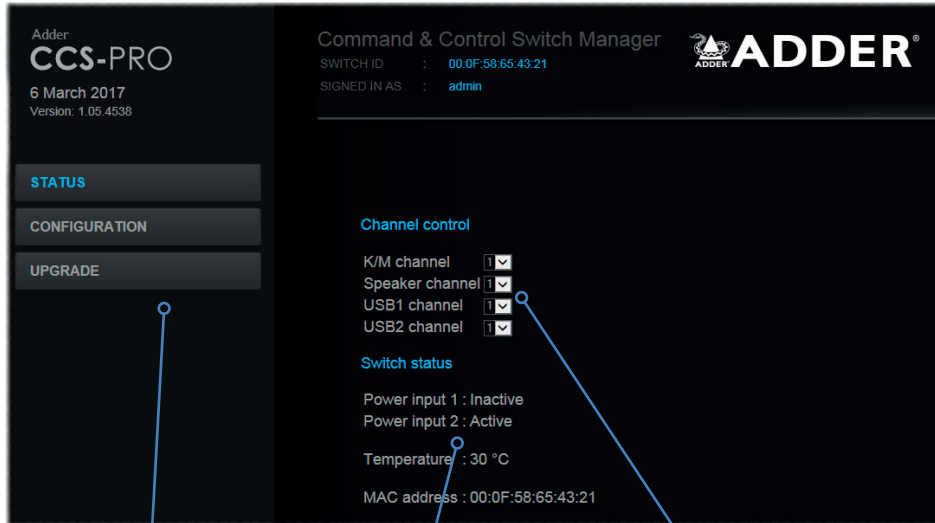 Adder
CCS-PRO
6 March 2017
Version: 1.05.4538
Command & Control Switch Manager
SWITCH ID : 00:0F:58:65:43:21
SIGNED IN AS : admin
ADDER
ADDER®
STATUS
CONFIGURATION
UPGRADE
Channel control
K/M channel 1
Speaker channel 1
USB1 channel 1
USB2 channel 1
Switch status
Power input 1 : Inactive
Power input 2 : Active
Temperature : 30 °C
MAC address : 00:0F:58:65:43:21